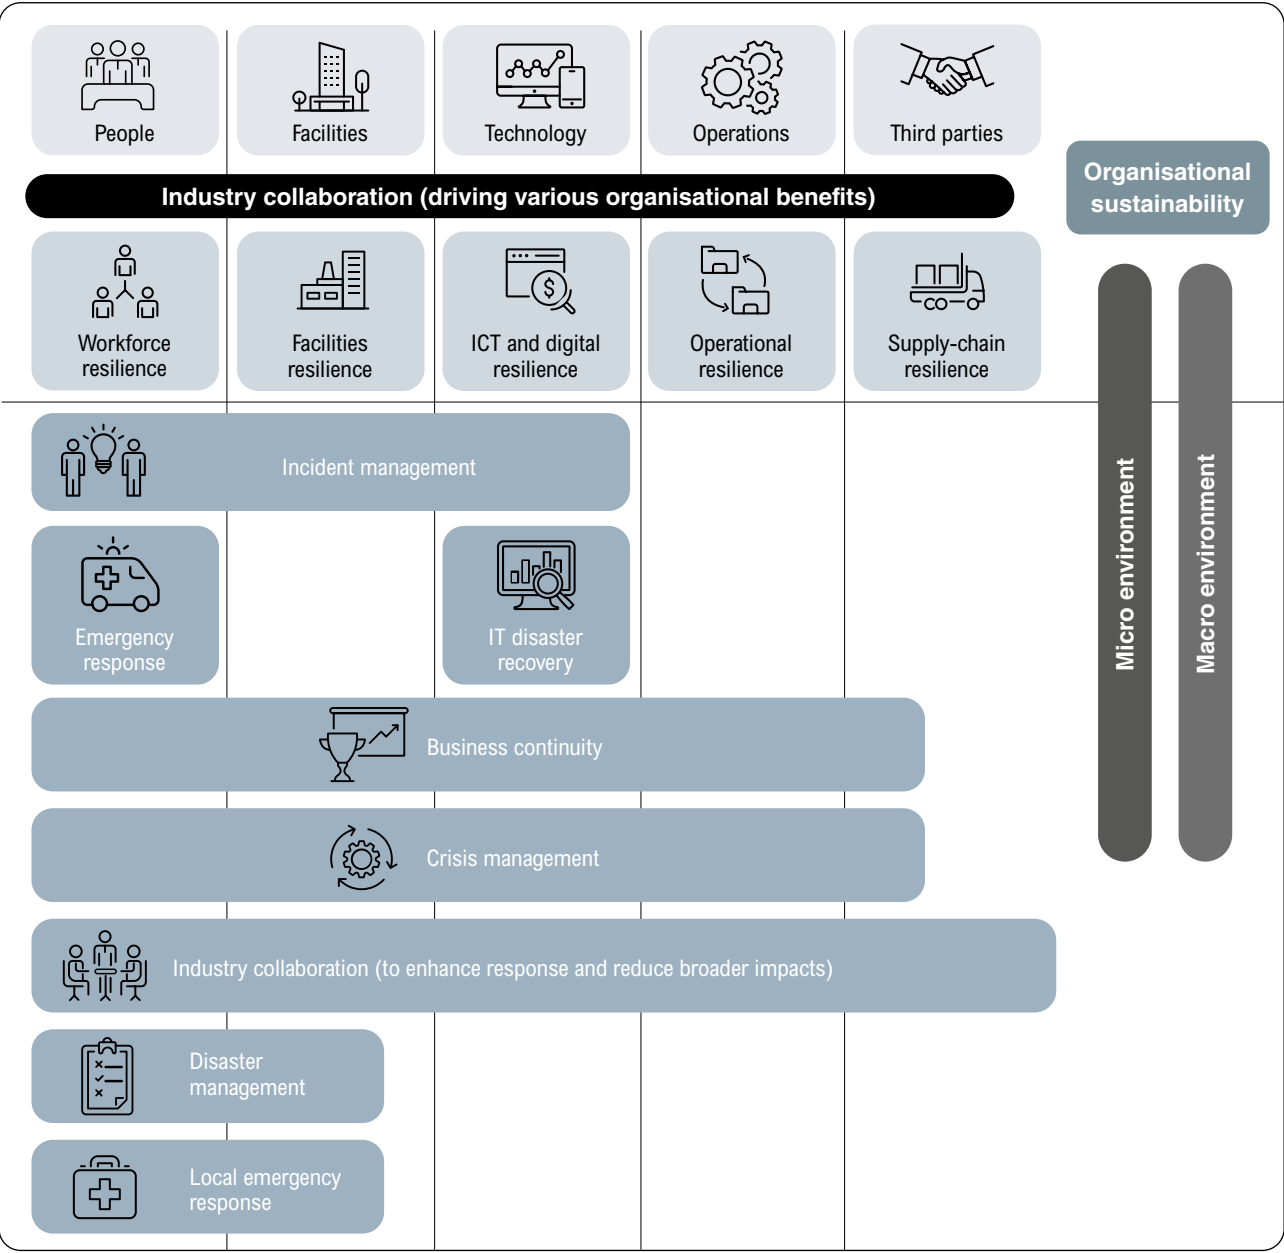 People
Facilities
Technology
Operations
Third parties
Organisational
sustainability
Industry collaboration (driving various organisational benefits)
Workforce
resilience
Facilities
resilience
ICT and digital
resilience
Operational
resilience
Supply-chain
resilience
Incident management
Micro environment
Macro environment
Emergency
response
IT disaster
recovery
Business continuity
Crisis management
Industry collaboration (to enhance response and reduce broader impacts)
Disaster
management
Local emergency
response